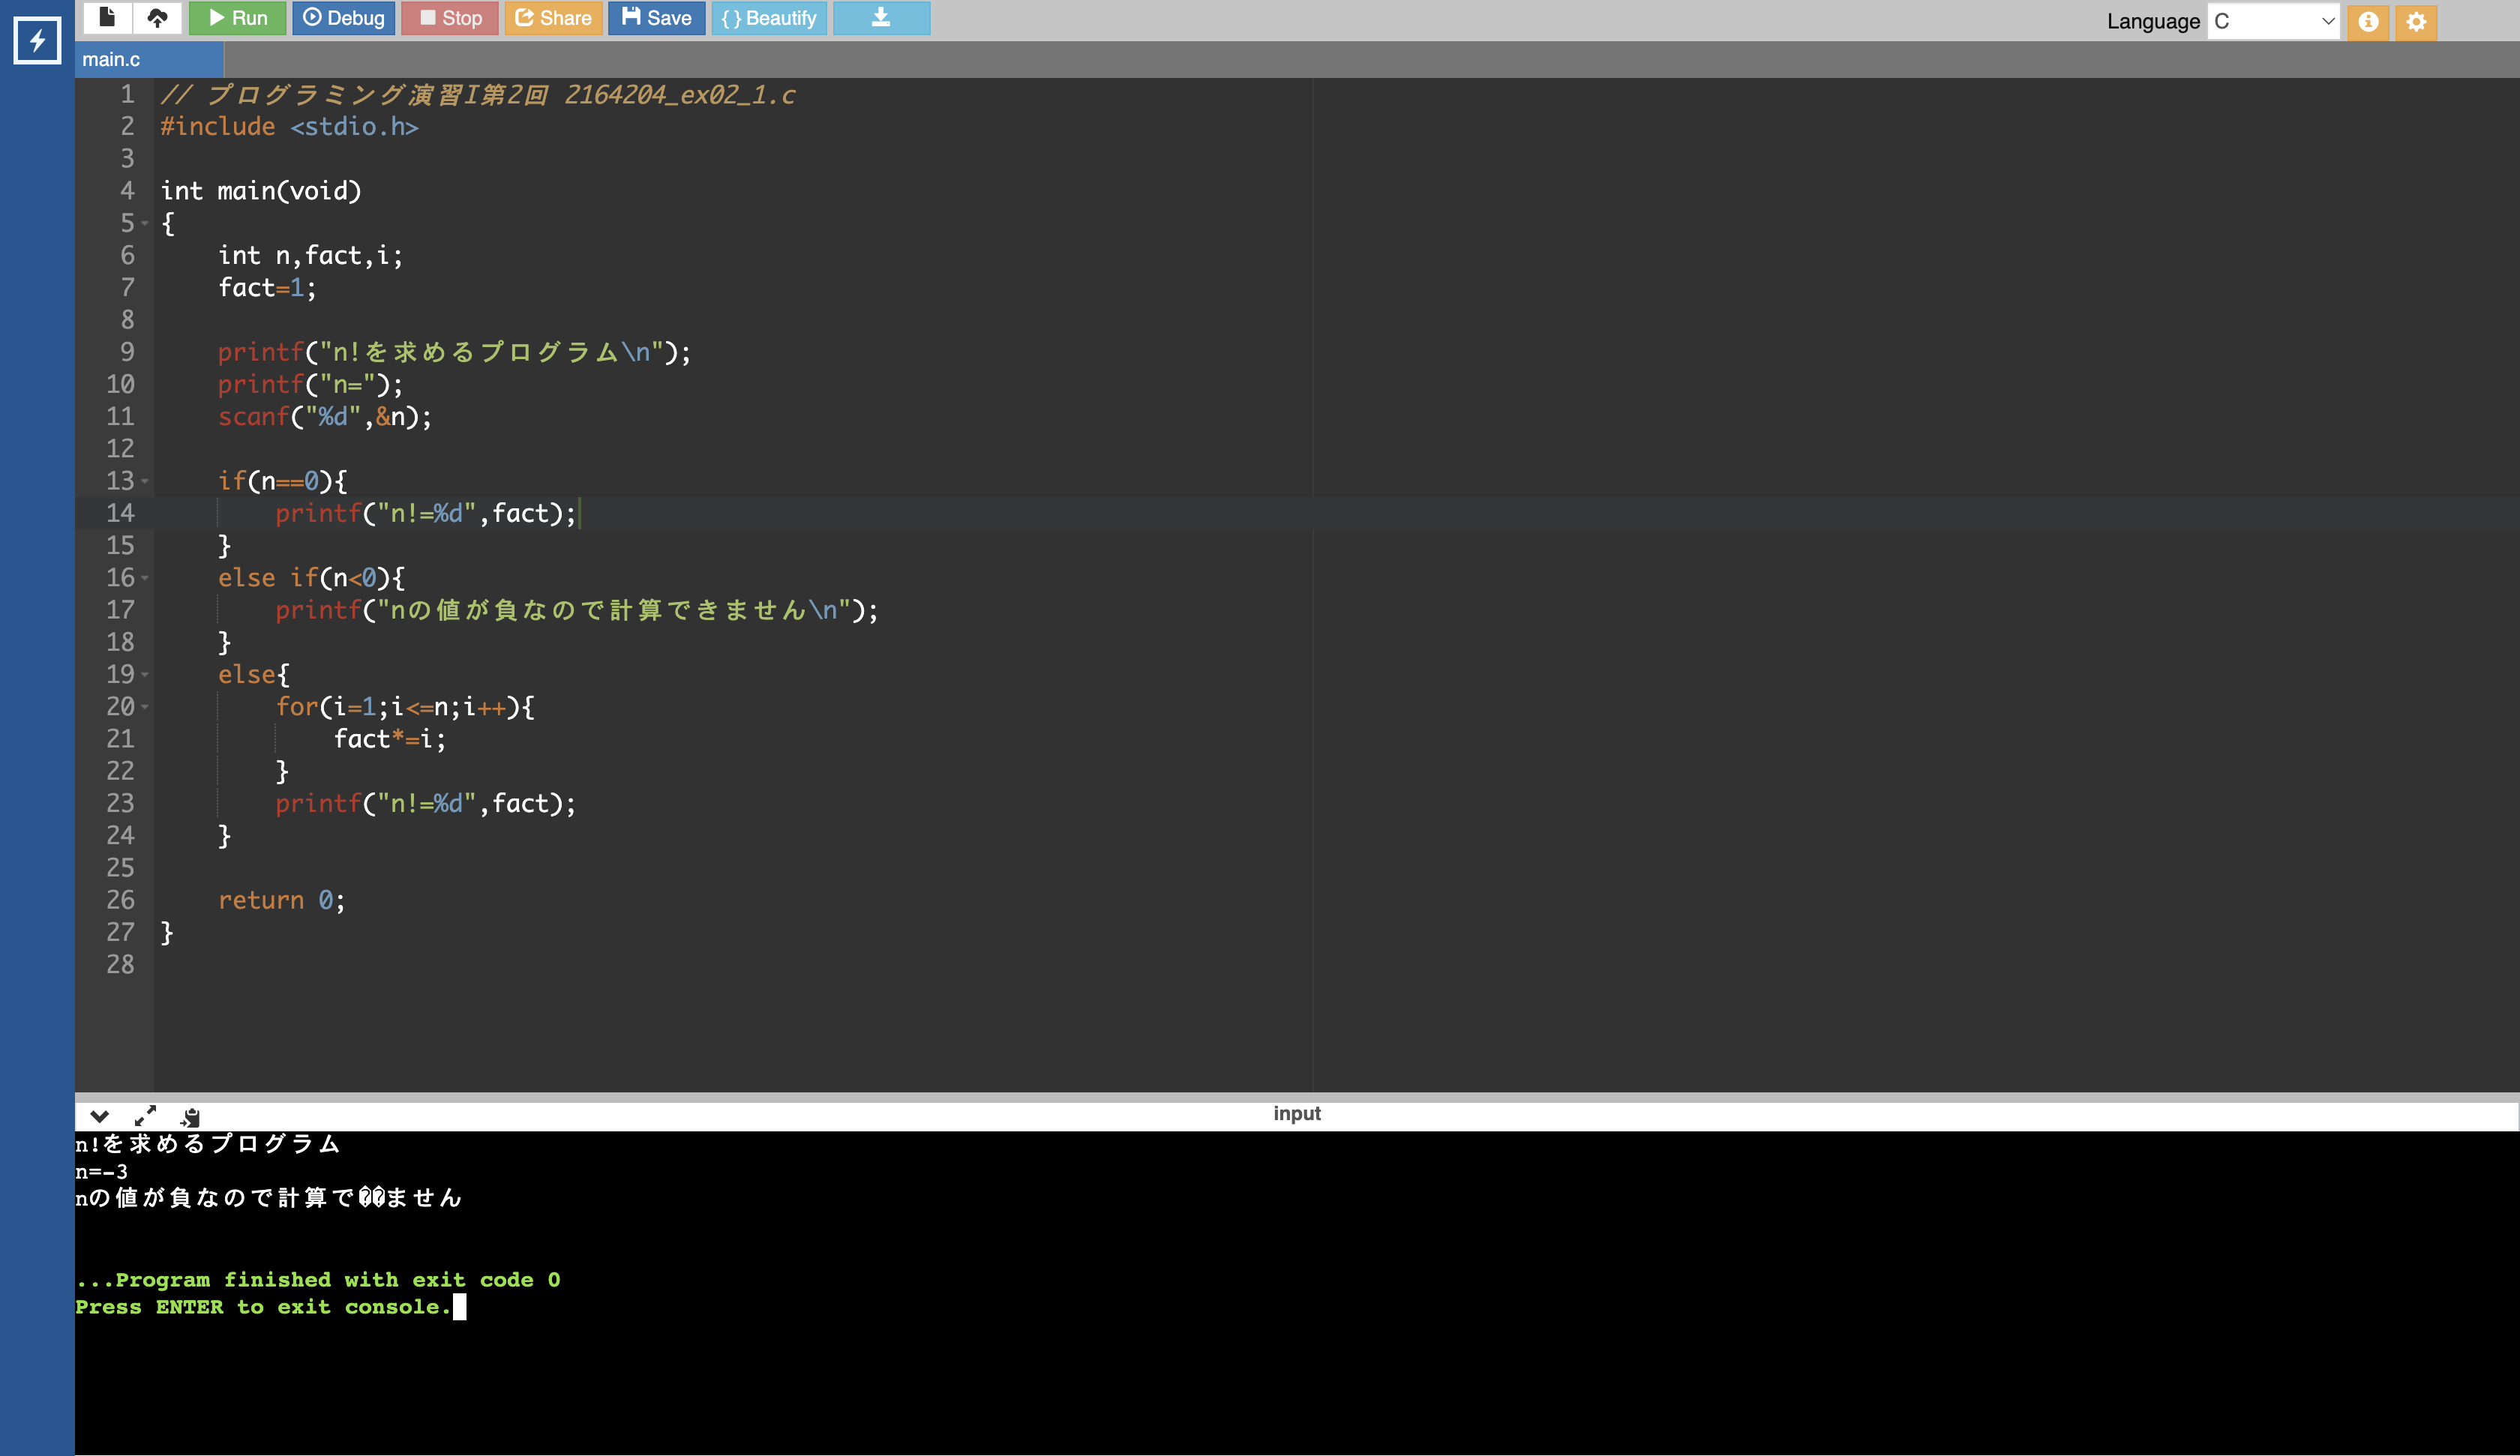 Run Debug Stop Share Save { } Beautify Language C
main.c
1 // プログラミング演習I第2回 2164204_ex02_1.c
2 #include <stdio.h>
3
4 int main(void)
5 {
6 int n,fact,i;
7 fact=1;
8
9 printf("n!を求めるプログラム\n");
10 printf("n=");
11 scanf("%d",&n);
12
13 if(n==0){
14 printf("n!=%d",fact);
15 }
16 else if(n<0){
17 printf("nの値が負なので計算できません\n");
18 }
19 else{
20 for(i=1;i<=n;i++){
21 fact*=i;
22 }
23 printf("n!=%d",fact);
24 }
25
26 return 0;
27 }
28
input
n!を求めるプログラム
n=-3
nの値が負なので計算で��ません
...Program finished with exit code 0
Press ENTER to exit console.